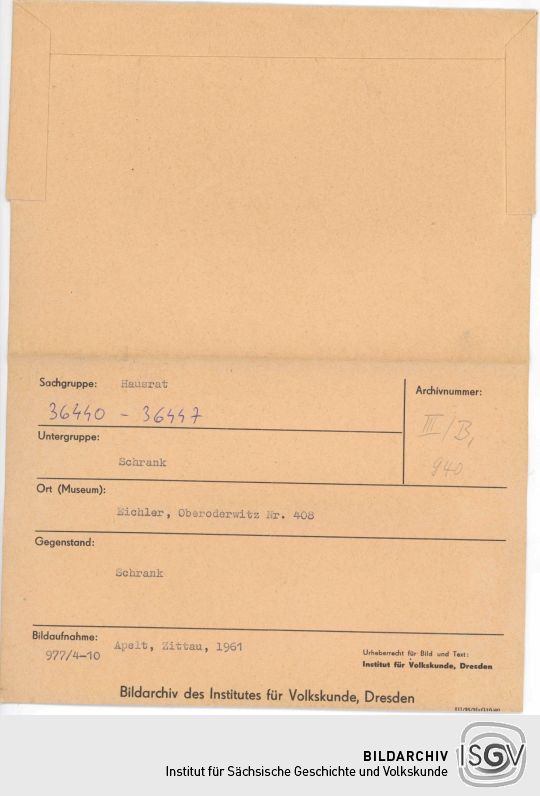 Sachgruppe: Hausrat
Archivnummer:
36440 - 36447
III/B,
940
Untergruppe:
Schrank
Ort (Museum):
Eichler, Oberoderwitz Nr. 408
Gegenstand:
Schrank
Bildaufnahme: Apelt, Zittau, 1961
977/4-10
Urheberrecht für Bild und Text:
Institut für Volkskunde, Dresden
Bildarchiv des Institutes für Volkskunde, Dresden
BILDARCHIV
Institut für Sächsische Geschichte und Volkskunde
ISGV